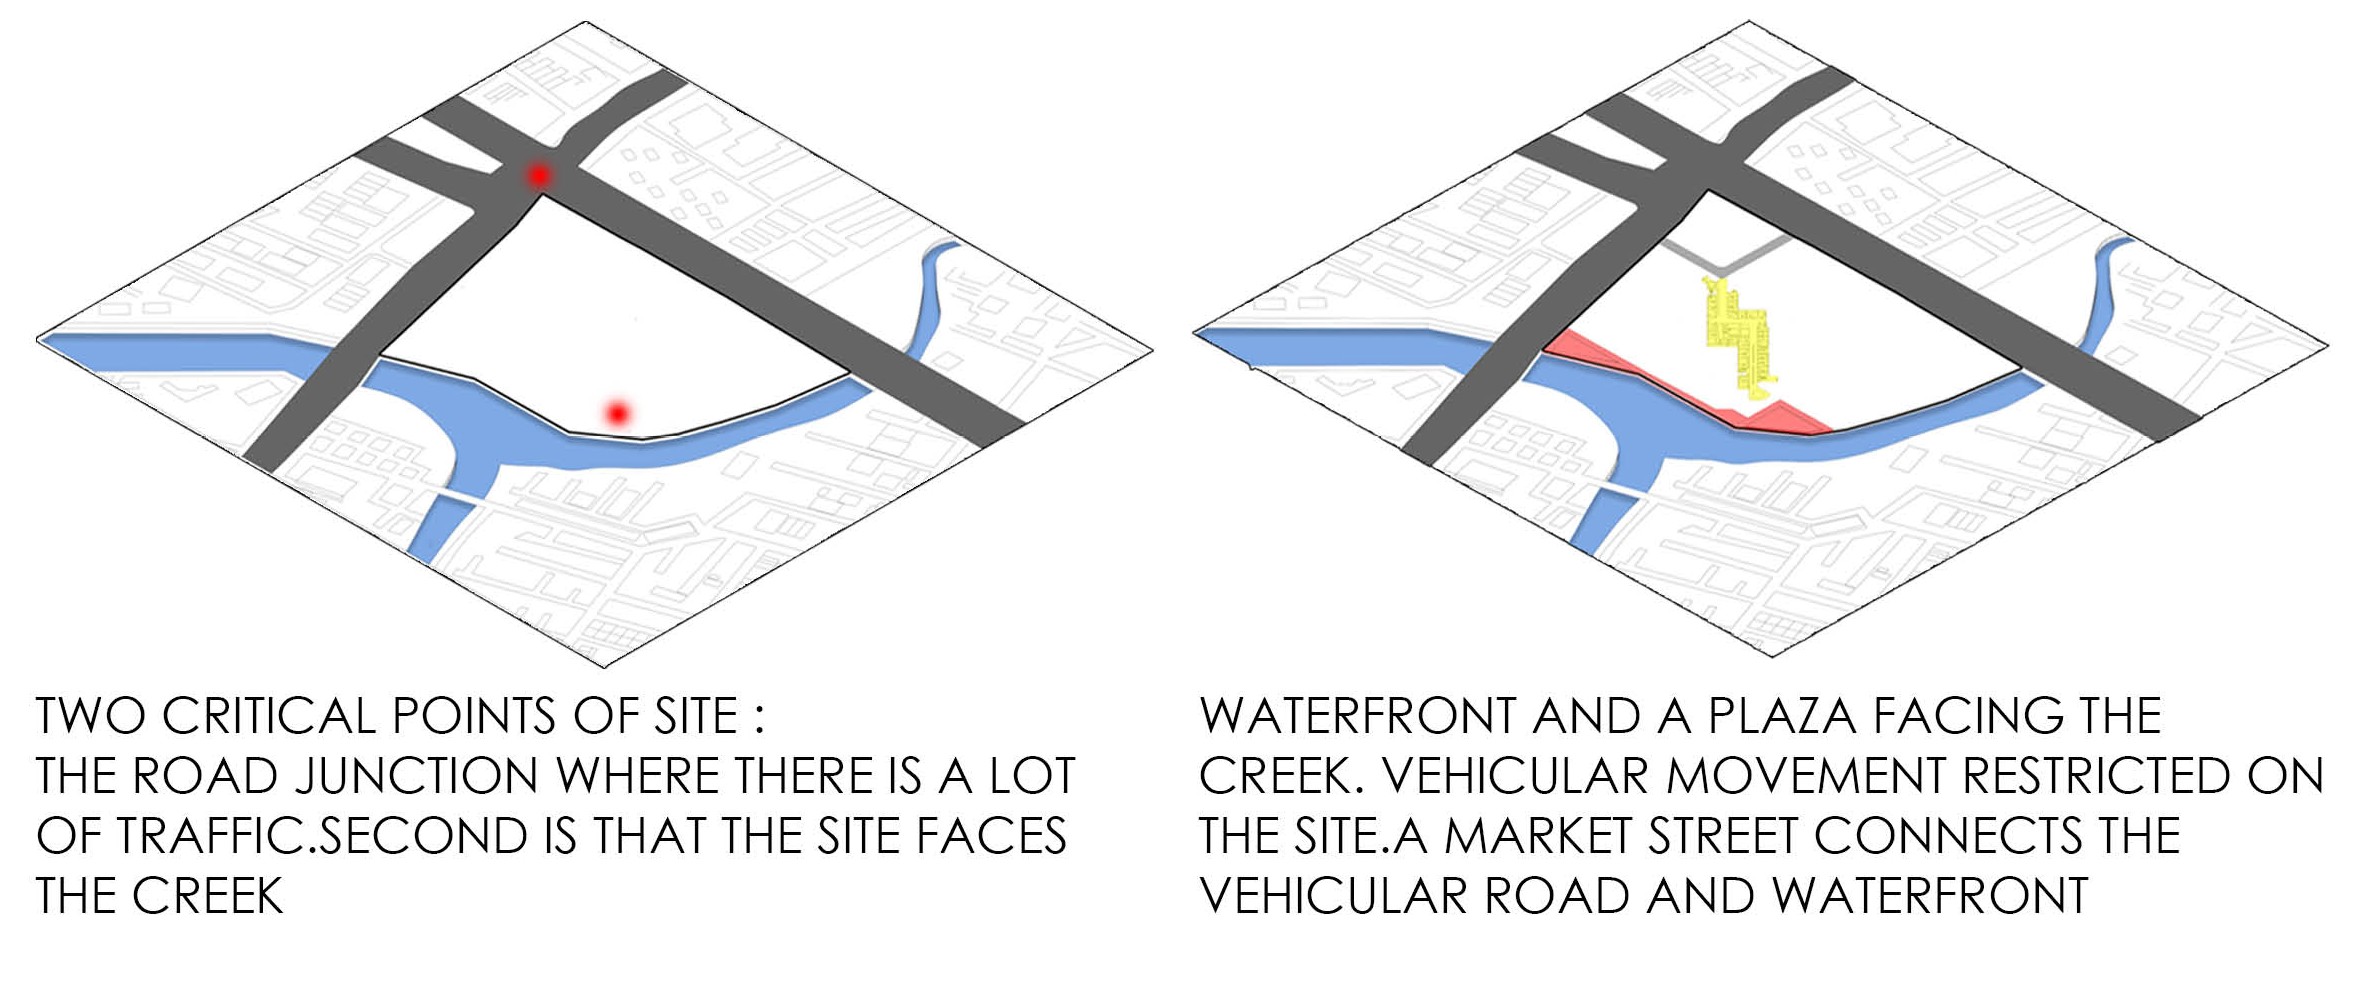 TWO CRITICAL POINTS OF SITE :
THE ROAD JUNCTION WHERE THERE IS A LOT
OF TRAFFIC.SECOND IS THAT THE SITE FACES
THE CREEK
WATERFRONT AND A PLAZA FACING THE
CREEK. VEHICULAR MOVEMENT RESTRICTED ON
THE SITE.A MARKET STREET CONNECTS THE
VEHICULAR ROAD AND WATERFRONT